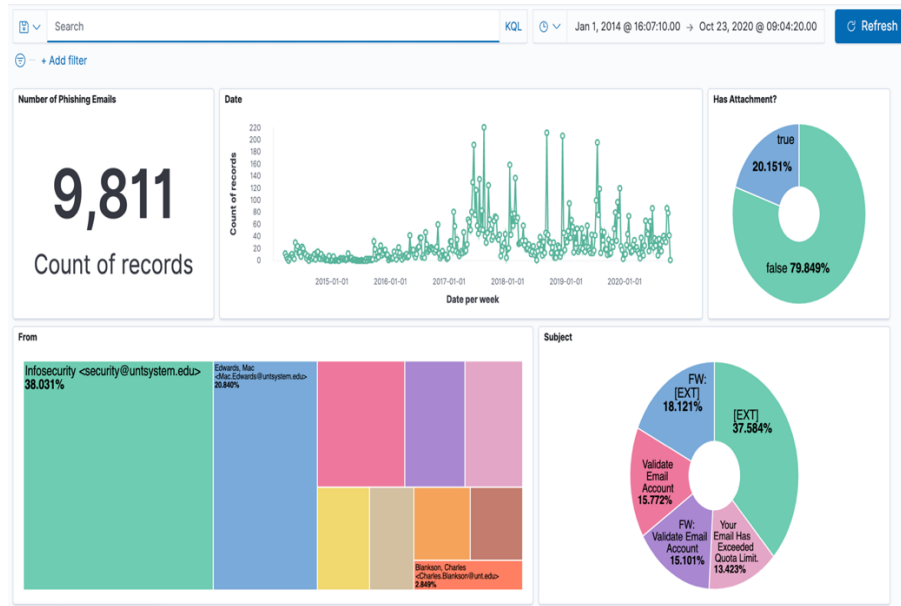 Search
KQL
Jan 1, 2014 @ 16:07:10.00 → Oct 23, 2020 @ 09:04:20.00
Refresh
+ Add filter
Number of Phishing Emails
9,811
Count of records
Date
Count of records
220
200
180
160
140
120
100
80
60
40
20
0
2015-01-01
2016-01-01
2017-01-01
2018-01-01
2019-01-01
2020-01-01
Date per week
Has Attachment?
true
20.151%
false 79.849%
From
Infosecurity <security@untsystem.edu>
38.031%
Edwards, Mac
<Mac.Edwards@untsystem.edu>
20.840%
Blankson, Charles
<Charles.Blankson@unt.edu>
2.849%
Subject
FW:
[EXT]
18.121%
[EXT]
37.584%
Validate
Email
Account
15.772%
FW:
Validate Email
Account
15.101%
Your
Email Has
Exceeded
Quota Limit.
13.423%